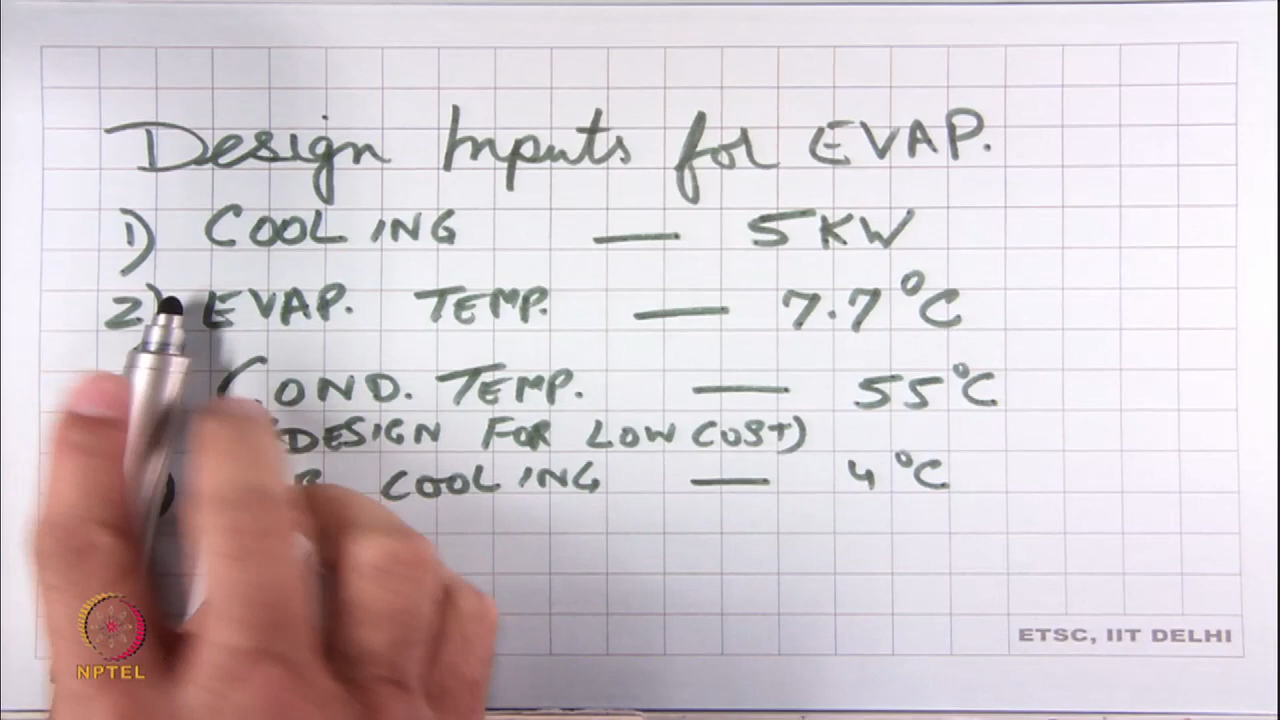 Design Inputs for EVAP.
1) COOLING — 5KW
2) EVAP. TEMP. — 7.7°C
COND. TEMP. — 55°C
(DESIGN FOR LOW COST)
COOLING — 4°C
ETSC, IIT DELHI
NPTEL